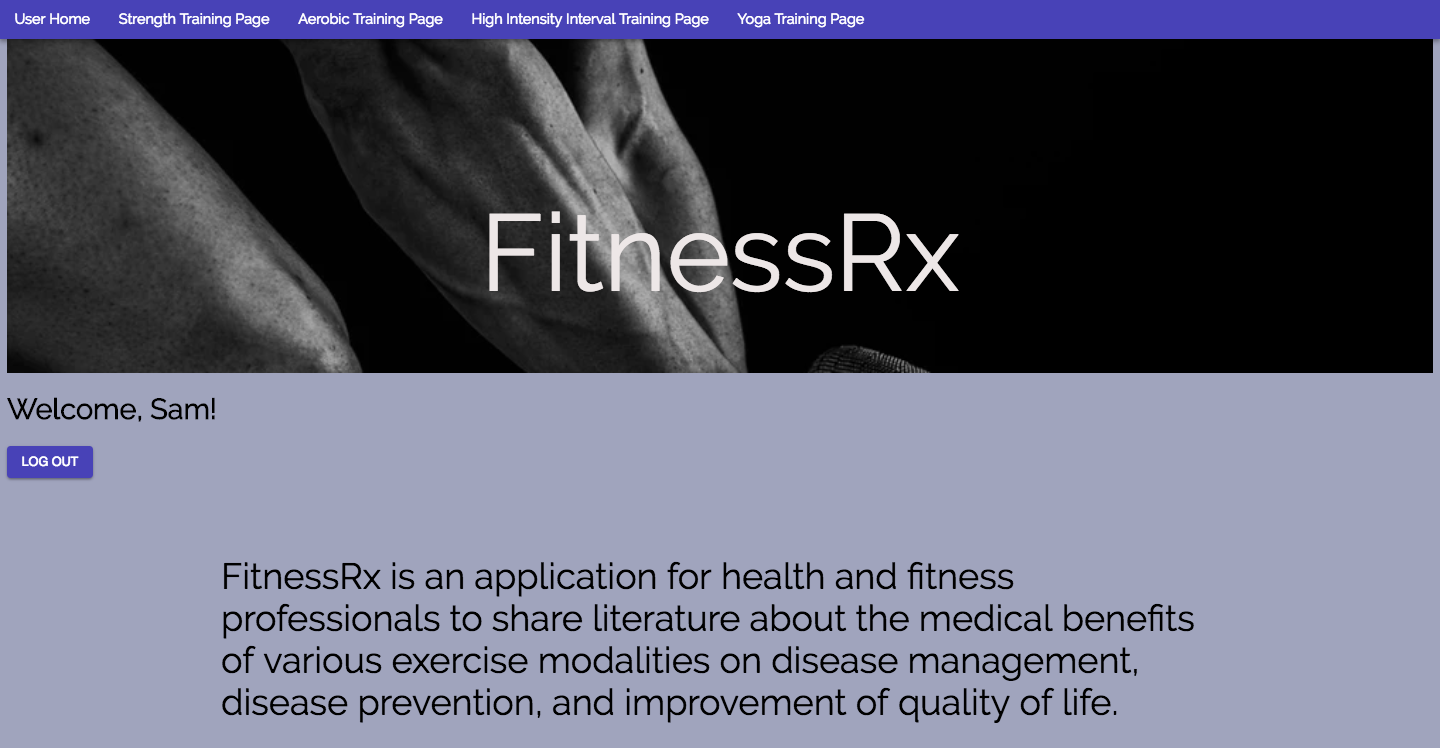 User Home Strength Training Page Aerobic Training Page High Intensity Interval Training Page Yoga Training Page
FitnessRx
Welcome, Sam!
LOG OUT
FitnessRx is an application for health and fitness
professionals to share literature about the medical benefits
of various exercise modalities on disease management,
disease prevention, and improvement of quality of life.